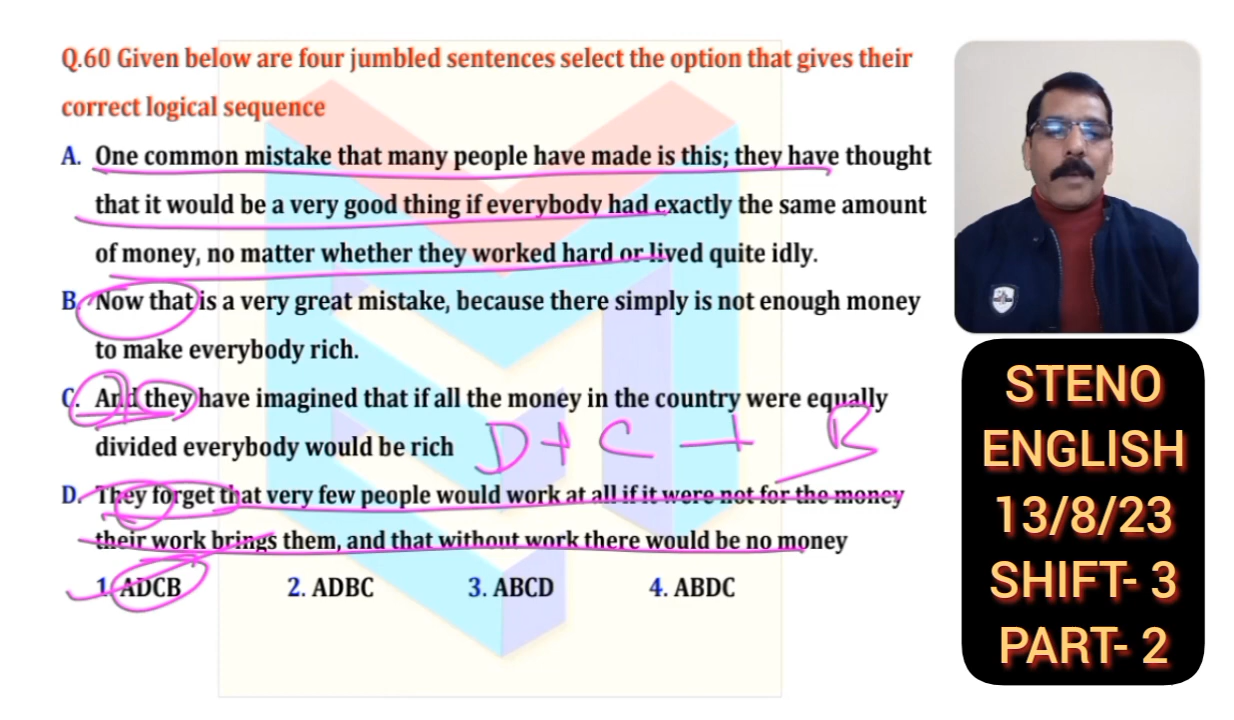 Q.60 Given below are four jumbled sentences select the option that gives their
correct logical sequence
A. One common mistake that many people have made is this; they have thought
that it would be a very good thing if everybody had exactly the same amount
of money, no matter whether they worked hard or lived quite idly.
B. Now that is a very great mistake, because there simply is not enough money
to make everybody rich.
C. And they have imagined that if all the money in the country were equally
divided everybody would be rich
D + C + B
D. They forget that very few people would work at all if it were not for the money
their work brings them, and that without work there would be no money
1. ADCB 2. ADBC 3. ABCD 4. ABDC
STENO
ENGLISH
13/8/23
SHIFT- 3
PART- 2